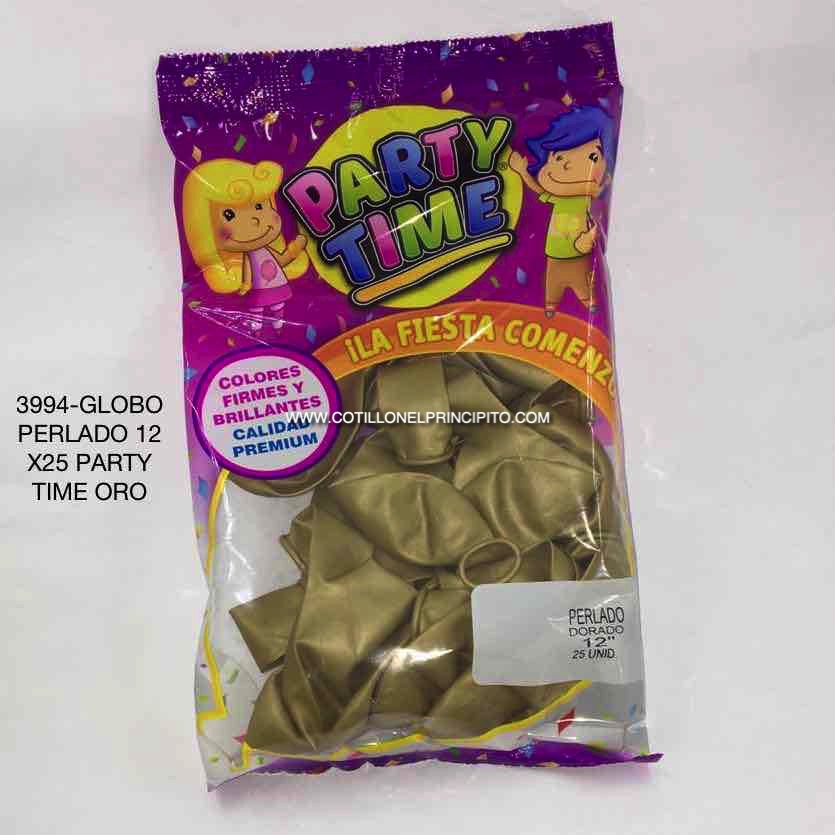 PARTY
TIME
¡LA FIESTA COMENZÓ
COLORES
FIRMES Y
BRILLANTES
CALIDAD
PREMIUM
WWW.COTILLONELPRINCIPITO.COM
3994-GLOBO
PERLADO 12
X25 PARTY
TIME ORO
PERLADO
DORADO
12"
25 UNID.